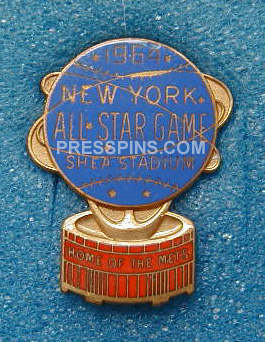 1964
NEW YORK
ALL STAR GAME
PRESSPINS.COM
SHEA STADIUM
HOME OF THE METS